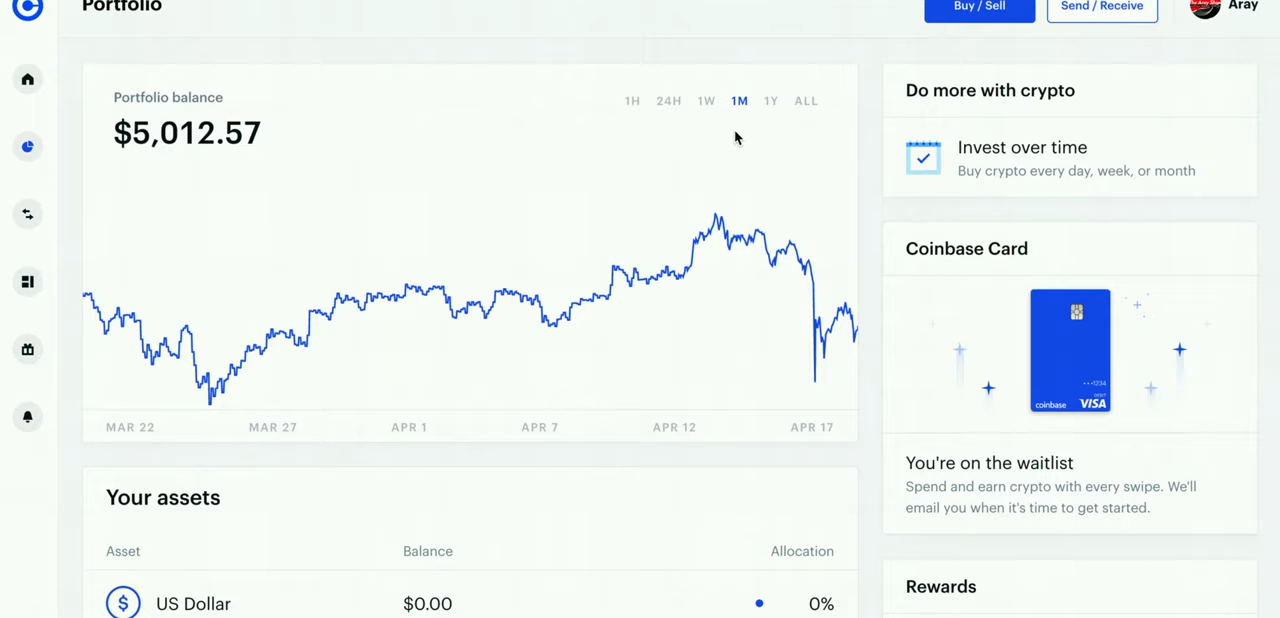 Portfolio
Buy / Sell
Send / Receive
Aray
Portfolio balance
$5,012.57
1H 24H 1W 1M 1Y ALL
MAR 22 MAR 27 APR 1 APR 7 APR 12 APR 17
Your assets
Asset Balance Allocation
US Dollar $0.00 0%
Do more with crypto
Invest over time
Buy crypto every day, week, or month
Coinbase Card
•••1234
DEBIT
coinbase VISA
You're on the waitlist
Spend and earn crypto with every swipe. We'll
email you when it's time to get started.
Rewards